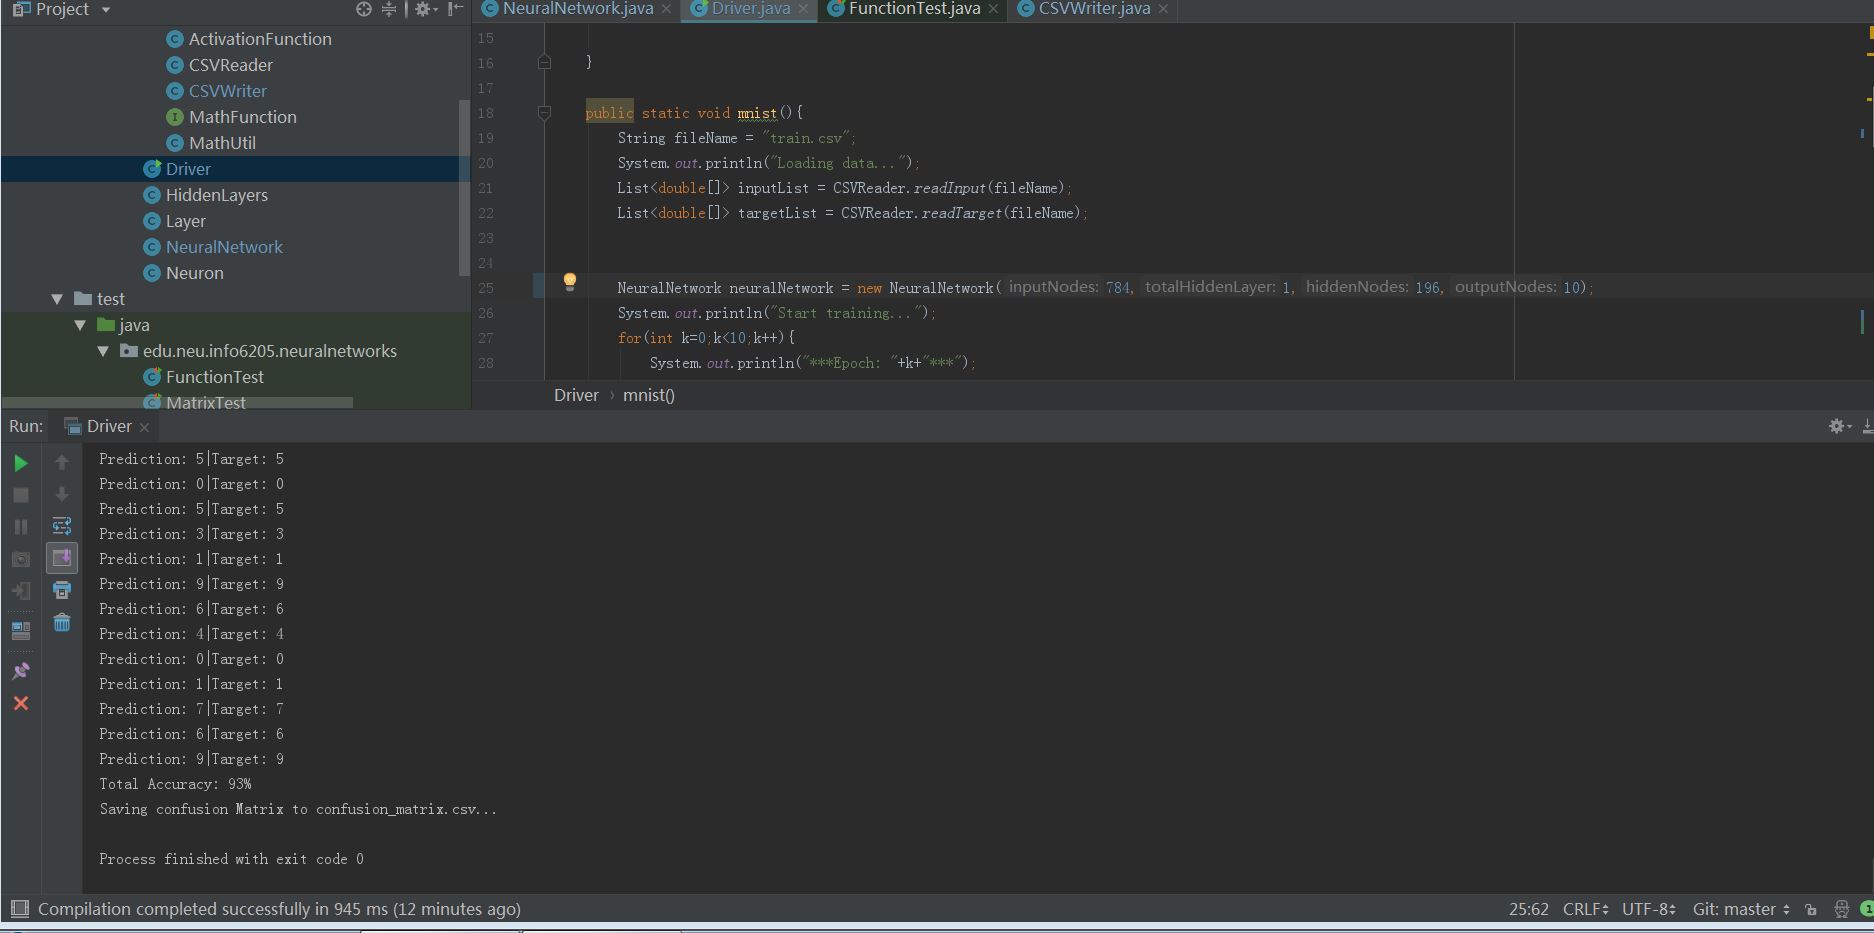 Project
ActivationFunction
CSVReader
CSVWriter
MathFunction
MathUtil
Driver
HiddenLayers
Layer
NeuralNetwork
Neuron
test
java
edu.neu.info6205.neuralnetworks
FunctionTest
MatrixTest
NeuralNetwork.java Driver.java FunctionTest.java CSVWriter.java
15
16 }
17
18 public static void mnist(){
19 String fileName = "train.csv";
20 System.out.println("Loading data...");
21 List<double[]> inputList = CSVReader.readInput(fileName);
22 List<double[]> targetList = CSVReader.readTarget(fileName);
23
24
25 NeuralNetwork neuralNetwork = new NeuralNetwork( inputNodes: 784, totalHiddenLayer: 1, hiddenNodes: 196, outputNodes: 10);
26 System.out.println("Start training...");
27 for(int k=0;k<10;k++){
28 System.out.println("***Epoch: "+k+"***");
Driver › mnist()
Run: Driver
Prediction: 5|Target: 5
Prediction: 0|Target: 0
Prediction: 5|Target: 5
Prediction: 3|Target: 3
Prediction: 1|Target: 1
Prediction: 9|Target: 9
Prediction: 6|Target: 6
Prediction: 4|Target: 4
Prediction: 0|Target: 0
Prediction: 1|Target: 1
Prediction: 7|Target: 7
Prediction: 6|Target: 6
Prediction: 9|Target: 9
Total Accuracy: 93%
Saving confusion Matrix to confusion_matrix.csv...
Process finished with exit code 0
Compilation completed successfully in 945 ms (12 minutes ago) 25:62 CRLF UTF-8 Git: master 1